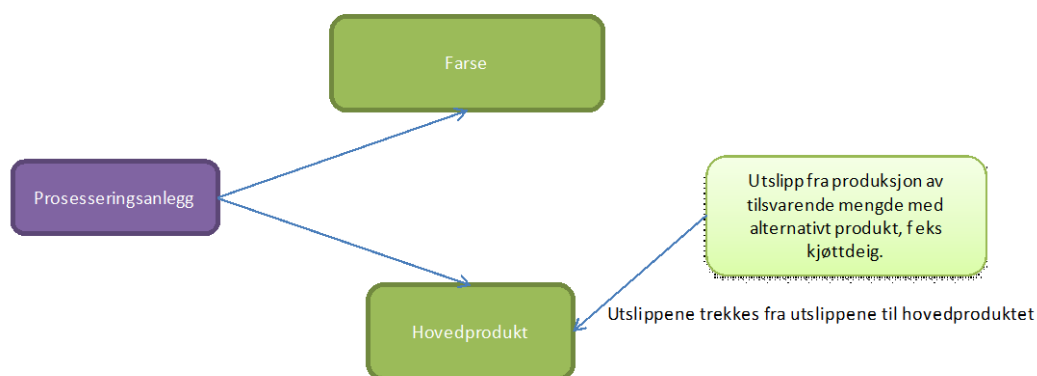 Farse
Prosesseringsanlegg
Utslipp fra produksjon av
tilsvarende mengde med
alternativt produkt, f eks
kjøttdeig.
Utslippene trekkes fra utslippene til hovedproduktet
Hovedprodukt